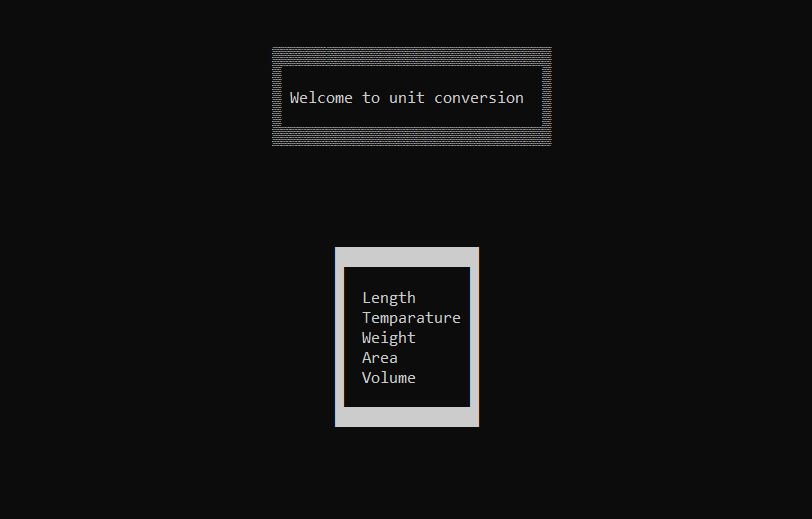 Welcome to unit conversion
Length
Temparature
Weight
Area
Volume